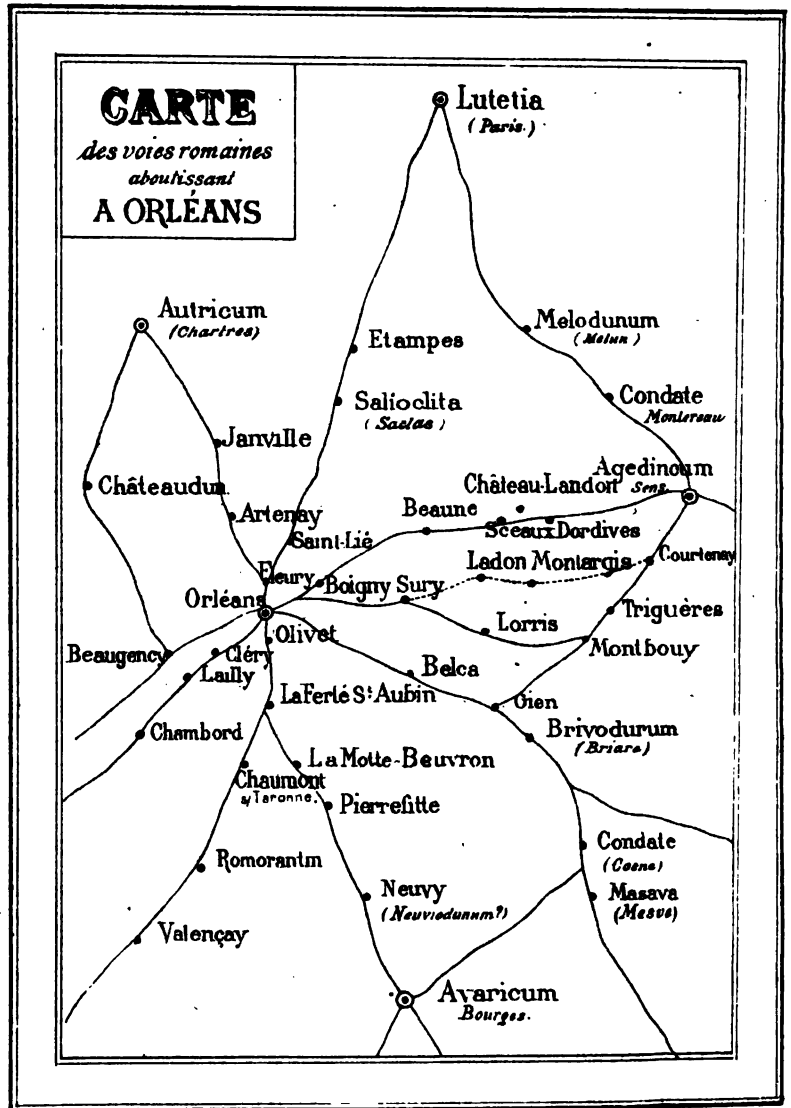 CARTE
des voies romaines
aboutissant
A ORLÉANS
Lutetia
(Paris.)
Autricum
(Chartres)
Melodunum
(Melun)
Etampes
Salioclita
(Saclas)
Condate
Montereau
Janville
Agedincum
Sens
Château-Landon
Châteaudun
Beaune
Artenay
Sceaux Dordives
Saint-Lié
Ladon Montargis
Courtenay
Fleury
Boigny Sury
Orléans
Triguères
Lorris
Olivet
Montbouy
Beaugency
Cléry
Belca
Lailly
La Ferté St Aubin
Gien
Chambord
Brivodurum
(Briare)
La Motte-Beuvron
Chaumont
s/ Taronne.
Pierrefitte
Condate
(Cosne)
Romorantin
Neuvy
(Neuviodunum?)
Masava
(Mesve)
Valençay
Avaricum
Bourges.